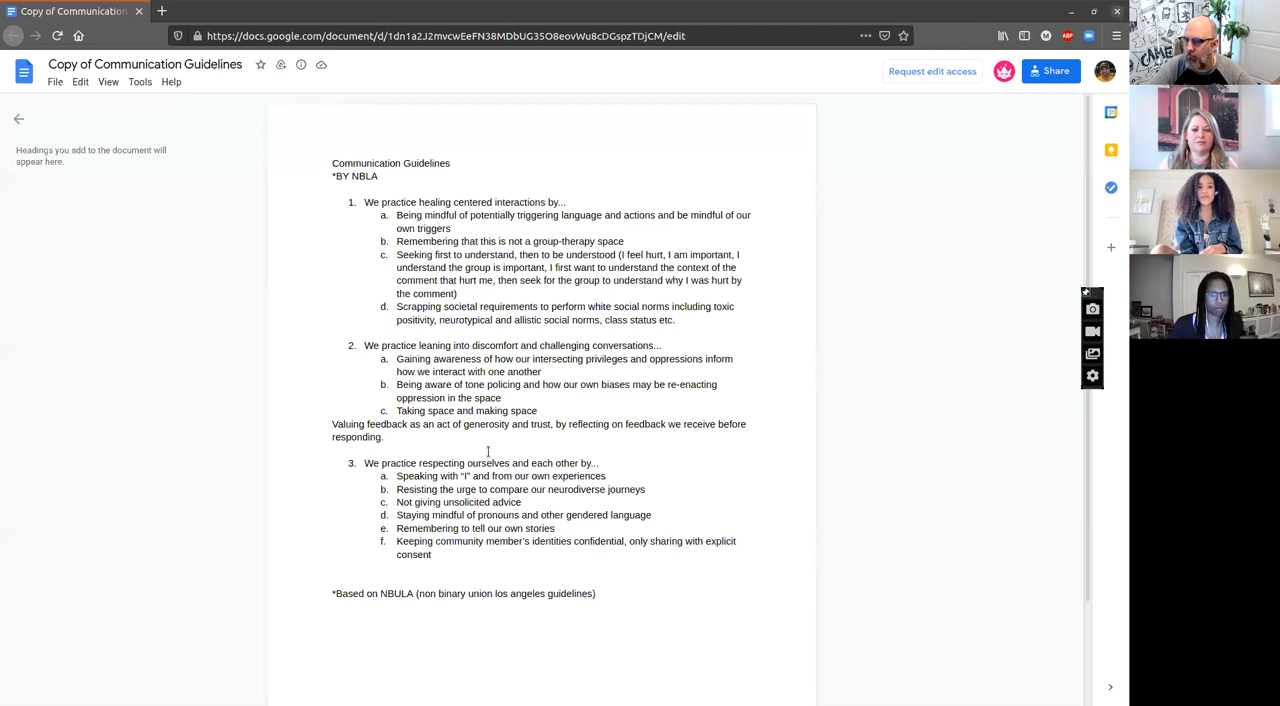 Copy of Communication
https://docs.google.com/document/d/1dn1a2J2mvcwEeFN38MDbUG35O8eovWu8cDGspzTDjCM/edit
ABP
Copy of Communication Guidelines
File Edit View Tools Help
Request edit access
Share
Headings you add to the document will
appear here.
Communication Guidelines
*BY NBLA
1. We practice healing centered interactions by...
a. Being mindful of potentially triggering language and actions and be mindful of our
own triggers
b. Remembering that this is not a group-therapy space
c. Seeking first to understand, then to be understood (I feel hurt, I am important, I
understand the group is important, I first want to understand the context of the
comment that hurt me, then seek for the group to understand why I was hurt by
the comment)
d. Scrapping societal requirements to perform white social norms including toxic
positivity, neurotypical and allistic social norms, class status etc.
2. We practice leaning into discomfort and challenging conversations...
a. Gaining awareness of how our intersecting privileges and oppressions inform
how we interact with one another
b. Being aware of tone policing and how our own biases may be re-enacting
oppression in the space
c. Taking space and making space
Valuing feedback as an act of generosity and trust, by reflecting on feedback we receive before
responding.
3. We practice respecting ourselves and each other by...
a. Speaking with “I” and from our own experiences
b. Resisting the urge to compare our neurodiverse journeys
c. Not giving unsolicited advice
d. Staying mindful of pronouns and other gendered language
e. Remembering to tell our own stories
f. Keeping community member’s identities confidential, only sharing with explicit
consent
*Based on NBULA (non binary union los angeles guidelines)